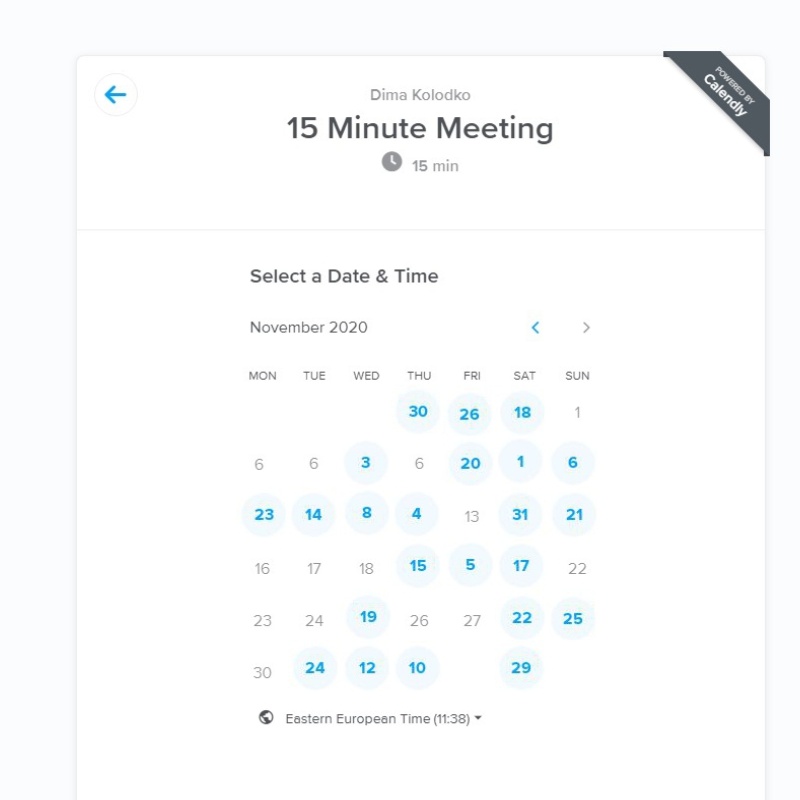 POWERED BY
Calendly
Dima Kolodko
15 Minute Meeting
15 min
Select a Date & Time
November 2020
MON TUE WED THU FRI SAT SUN
30 26 18 1
6 6 3 6 20 1 6
23 14 8 4 13 31 21
16 17 18 15 5 17 22
23 24 19 26 27 22 25
30 24 12 10 29
Eastern European Time (11:38)